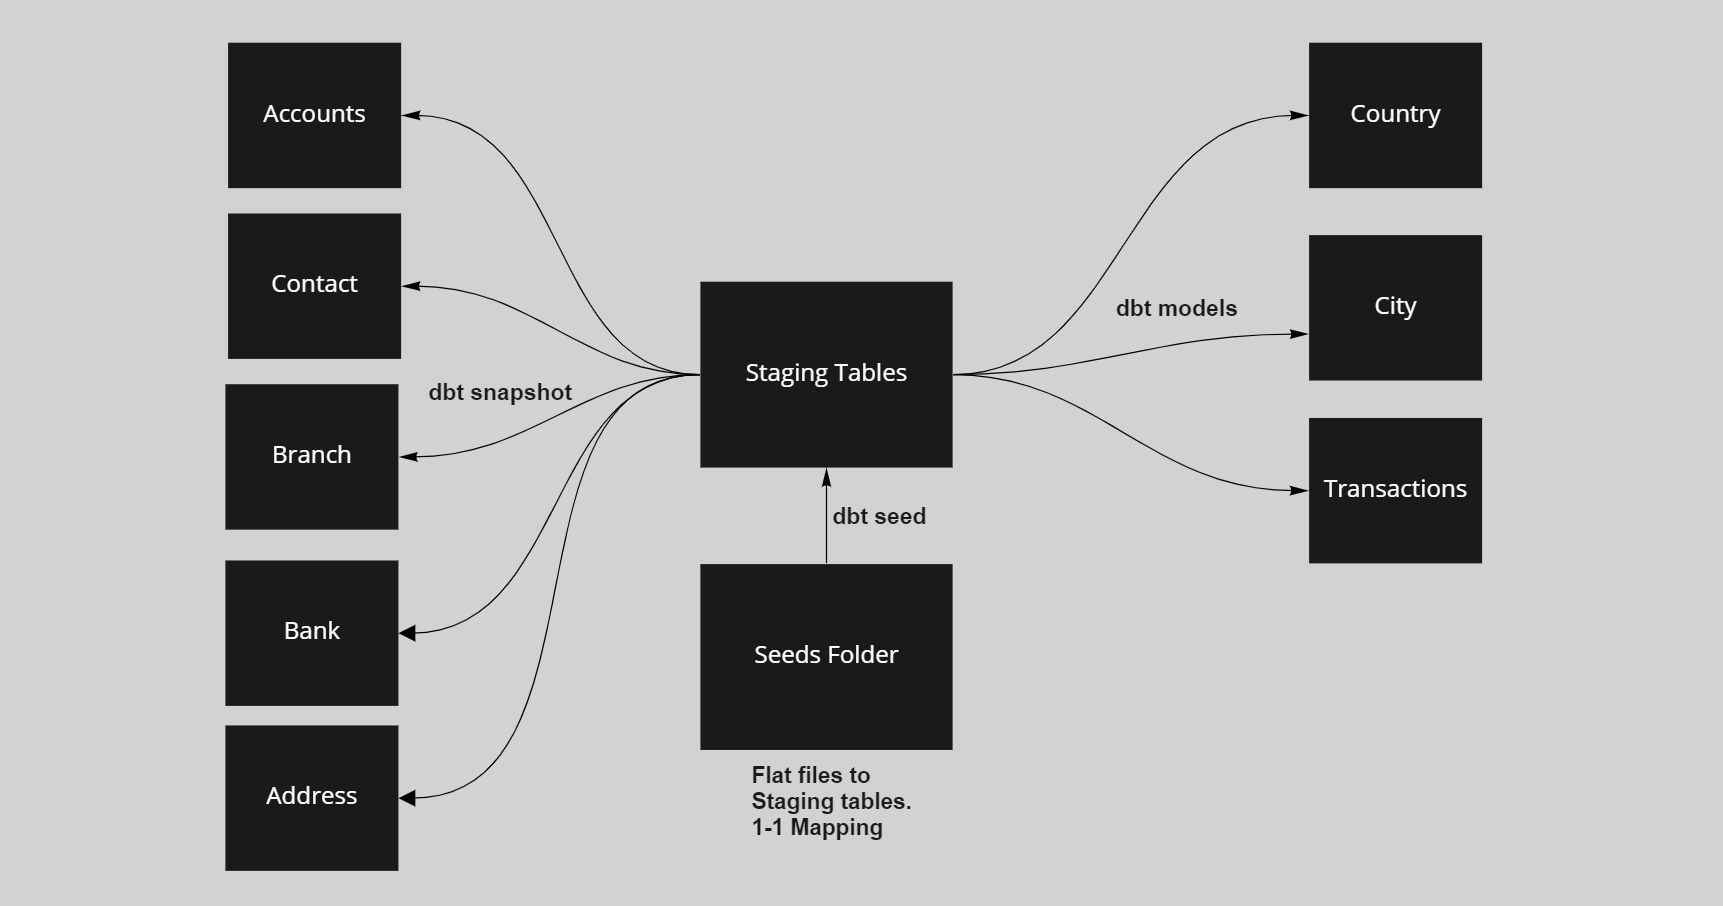 Accounts
Contact
Branch
Bank
Address
dbt snapshot
Staging Tables
dbt seed
Seeds Folder
Flat files to
Staging tables.
1-1 Mapping
dbt models
Country
City
Transactions